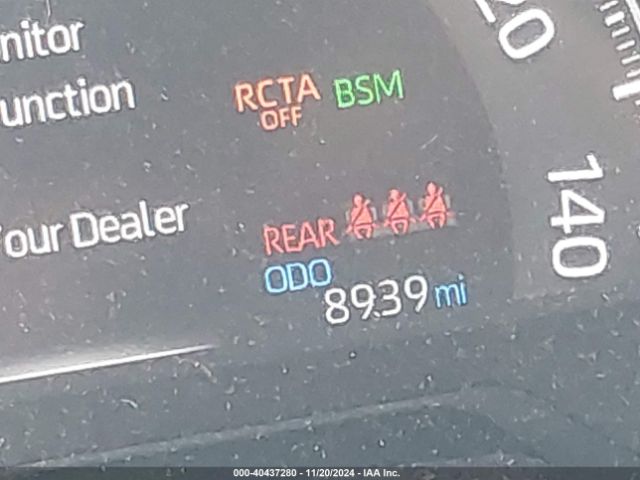 nitor
unction
RCTA BSM
OFF
our Dealer
REAR
ODO
8939 mi
20
140
000-40437280 - 11/20/2024 - IAA Inc.